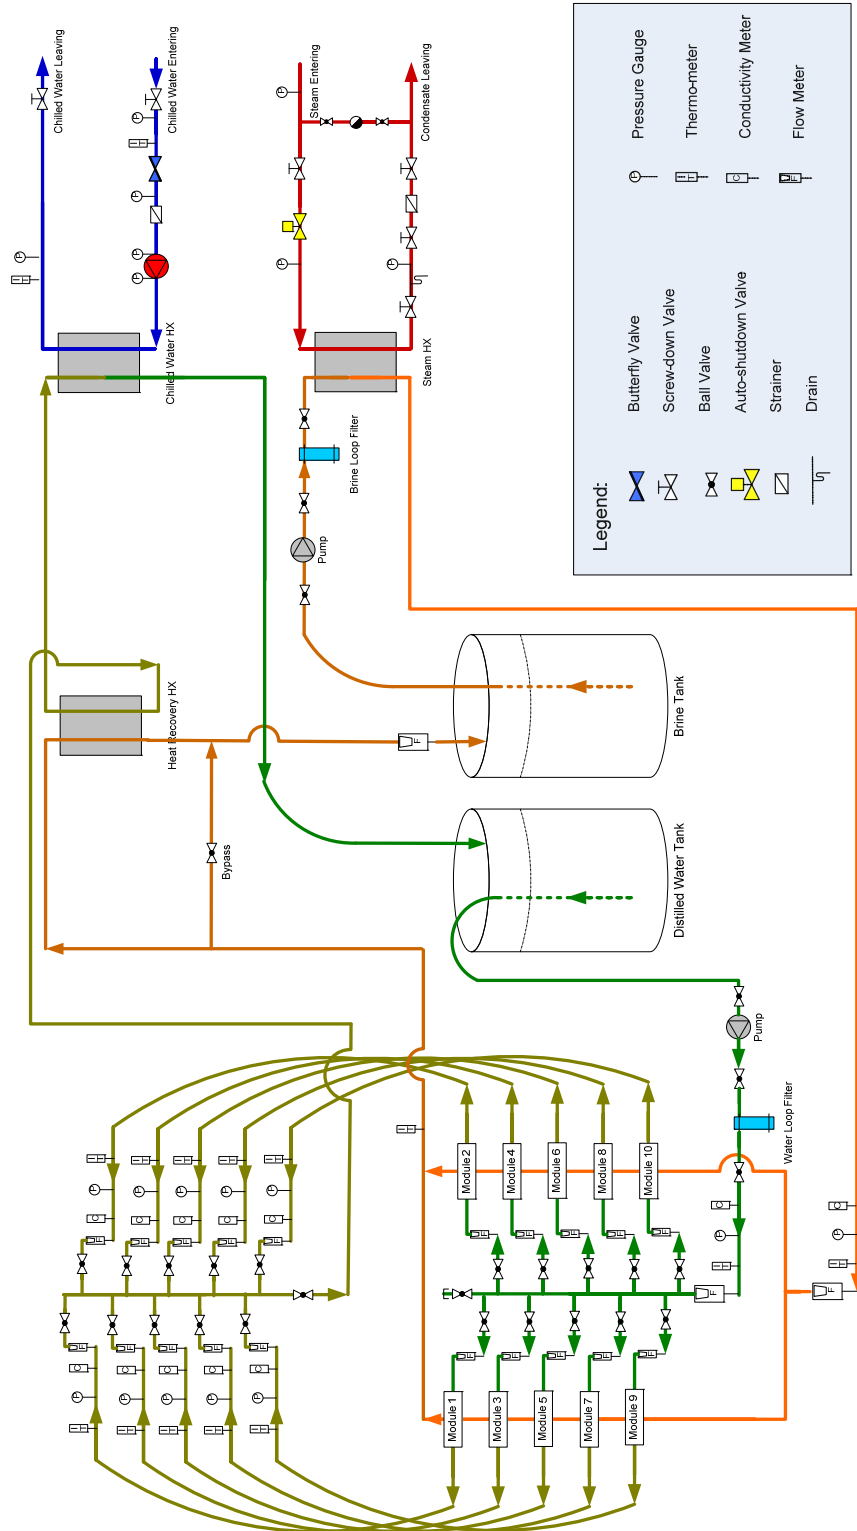 Chilled Water Leaving
Chilled Water Entering
Steam Entering
Condensate Leaving
P
P
P
I T
P
P
P
P
P
P
P
I T
Chilled Water HX
Steam HX
Brine Loop Filter
Pump
Heat Recovery HX
F
Brine Tank
Bypass
Distilled Water Tank
Pump
Water Loop Filter
Legend:
Butterfly Valve
Screw-down Valve
Ball Valve
Auto-shutdown Valve
Strainer
Drain
P
Pressure Gauge
I T
Thermo-meter
C
Conductivity Meter
F
Flow Meter
I T
I T
I T
I T
I T
P
P
P
P
P
C
C
C
C
C
F
F
F
F
F
F
F
F
F
F
C
C
C
C
C
P
P
P
P
P
I T
I T
I T
I T
I T
I T
Module 2
Module 4
Module 6
Module 8
Module 10
F
F
F
F
F
C
P
I T
F
C
P
I T
F
F
F
F
F
F
Module 1
Module 3
Module 5
Module 7
Module 9